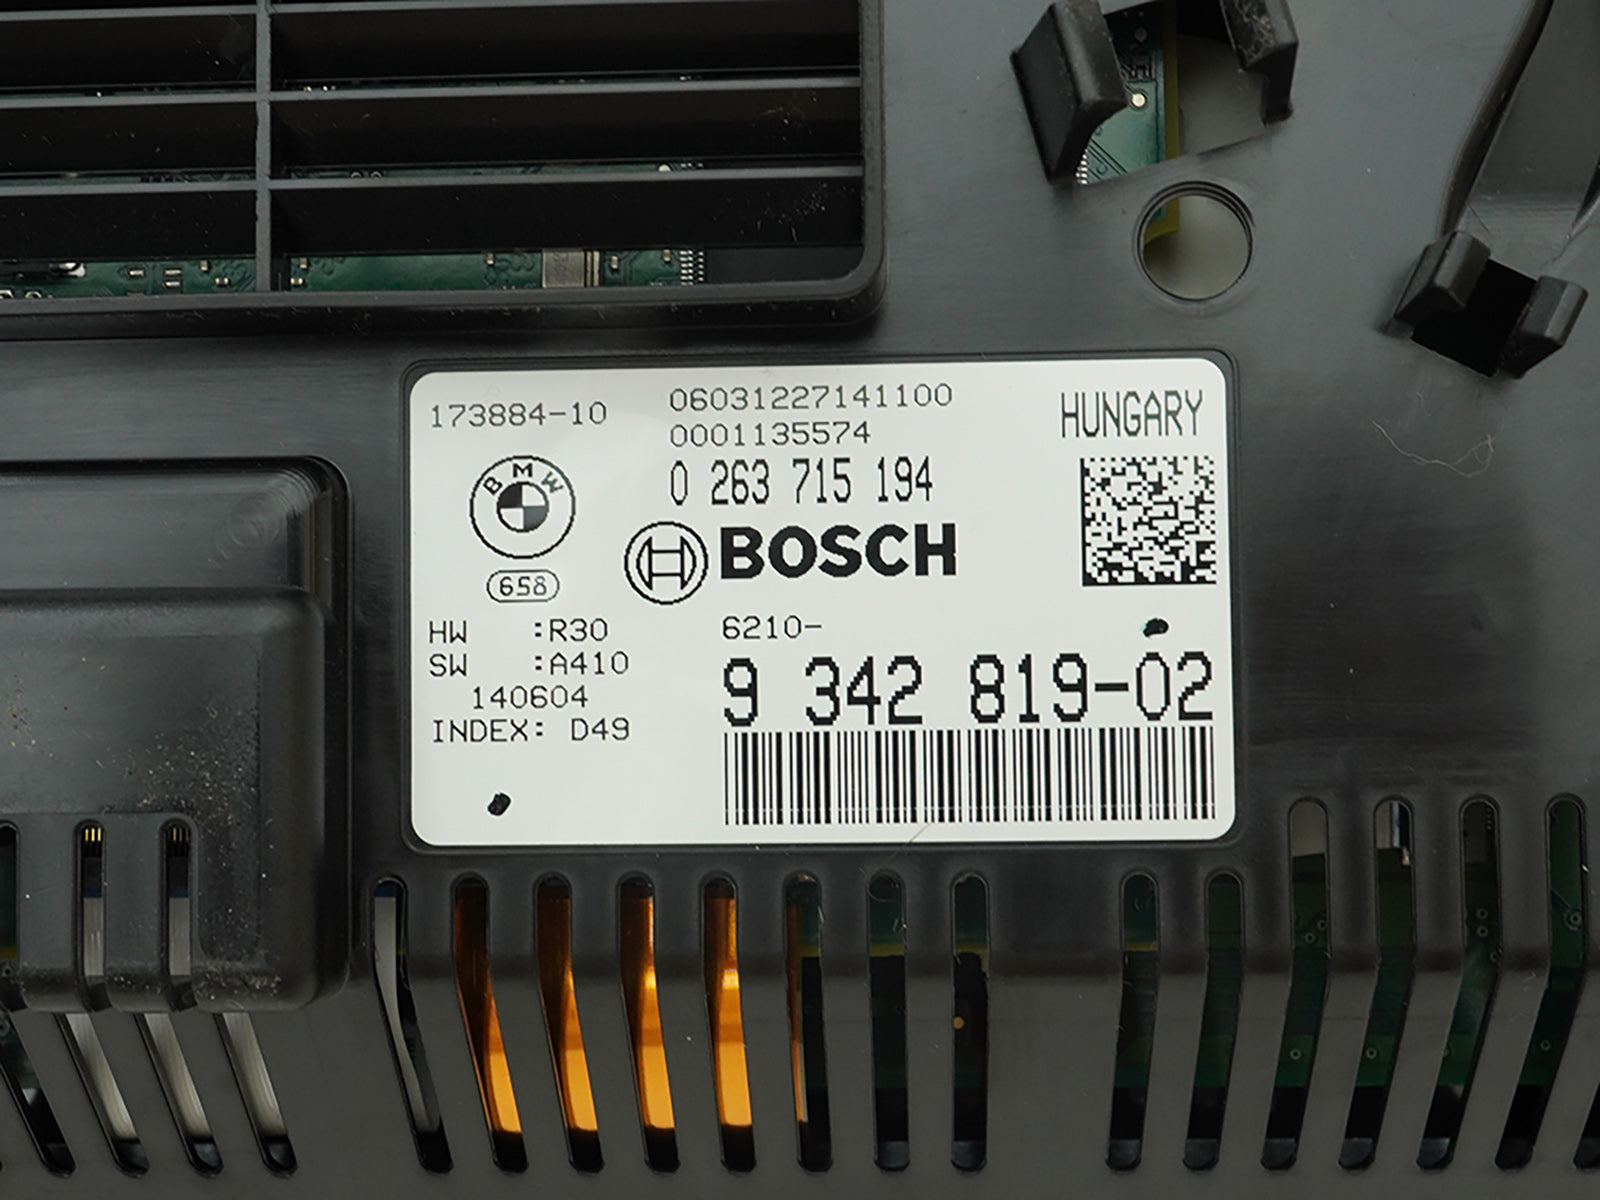 173884-10
06031227141100
0001135574
HUNGARY
0 263 715 194
BMW
BOSCH
658
HW :R30
SW :A410
140604
INDEX: D49
6210-
9 342 819-02